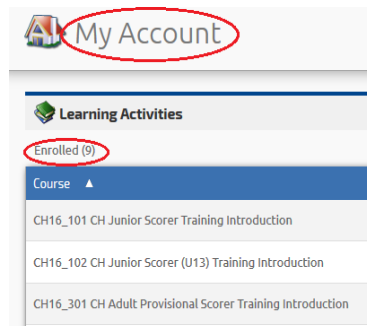 My Account
Learning Activities
Enrolled (9)
Course ▲
CH16_101 CH Junior Scorer Training Introduction
CH16_102 CH Junior Scorer (U13) Training Introduction
CH16_301 CH Adult Provisional Scorer Training Introduction